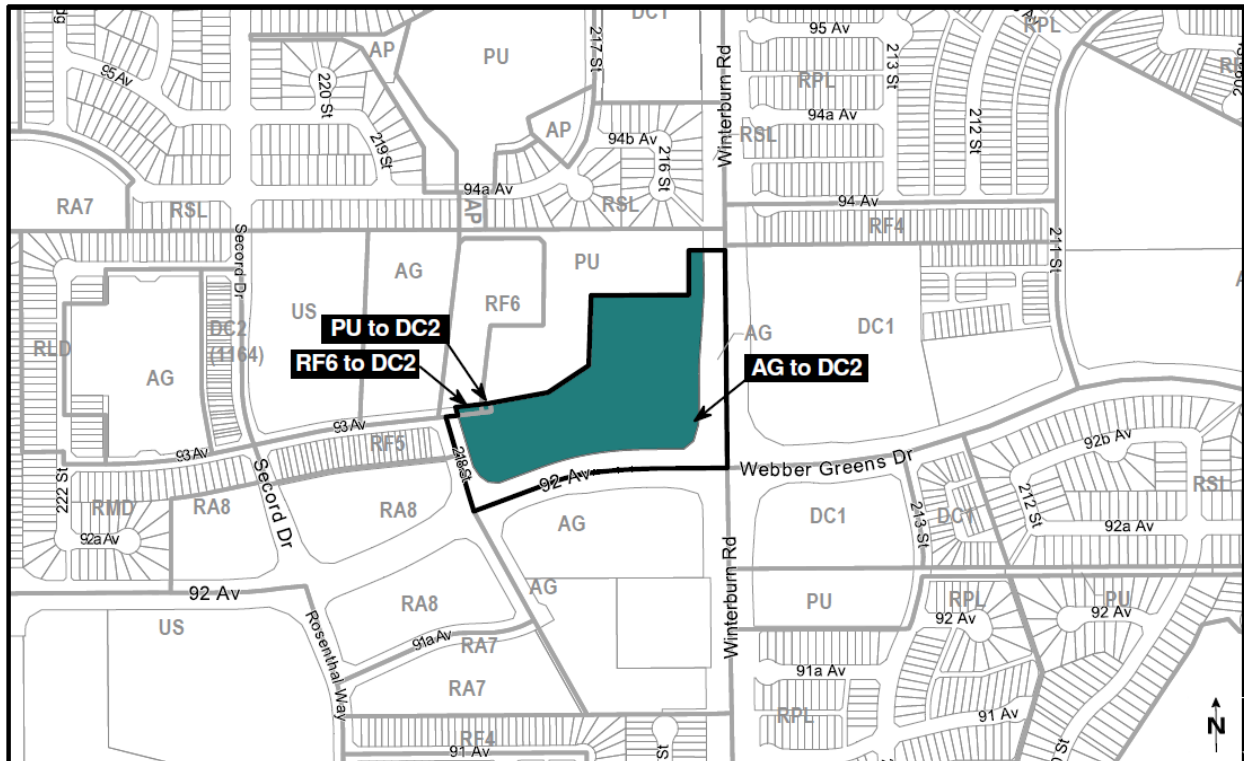 DC1
95 Av
RPL
AP
PU
217 St
Winterburn Rd
213 St
95 Av
220 St
RPL
212 St
94a Av
AP
94b Av
RSL
219 St
216 St
94a Av
94 Av
RA7
RSL
AP
RSL
RF4
Secord Dr
211 St
AG
PU
US
RF6
DC1
AG
PU to DC2
DC2
(1164)
RLD
RF6 to DC2
AG to DC2
AG
93 Av
RF5
92b Av
93 Av
218 St
92 Av
Webber Greens Dr
222 St
Secord Dr
RSL
RMD
RA8
RA8
AG
DC1
213 St
DC1
212 St
92a Av
92a Av
92 Av
AG
RA8
Winterburn Rd
PU
RPL
PU
US
92 Av
92 Av
Rosenthal Way
91a Av
RA7
91a Av
RA7
RPL
91 Av
RF4
91 Av
N